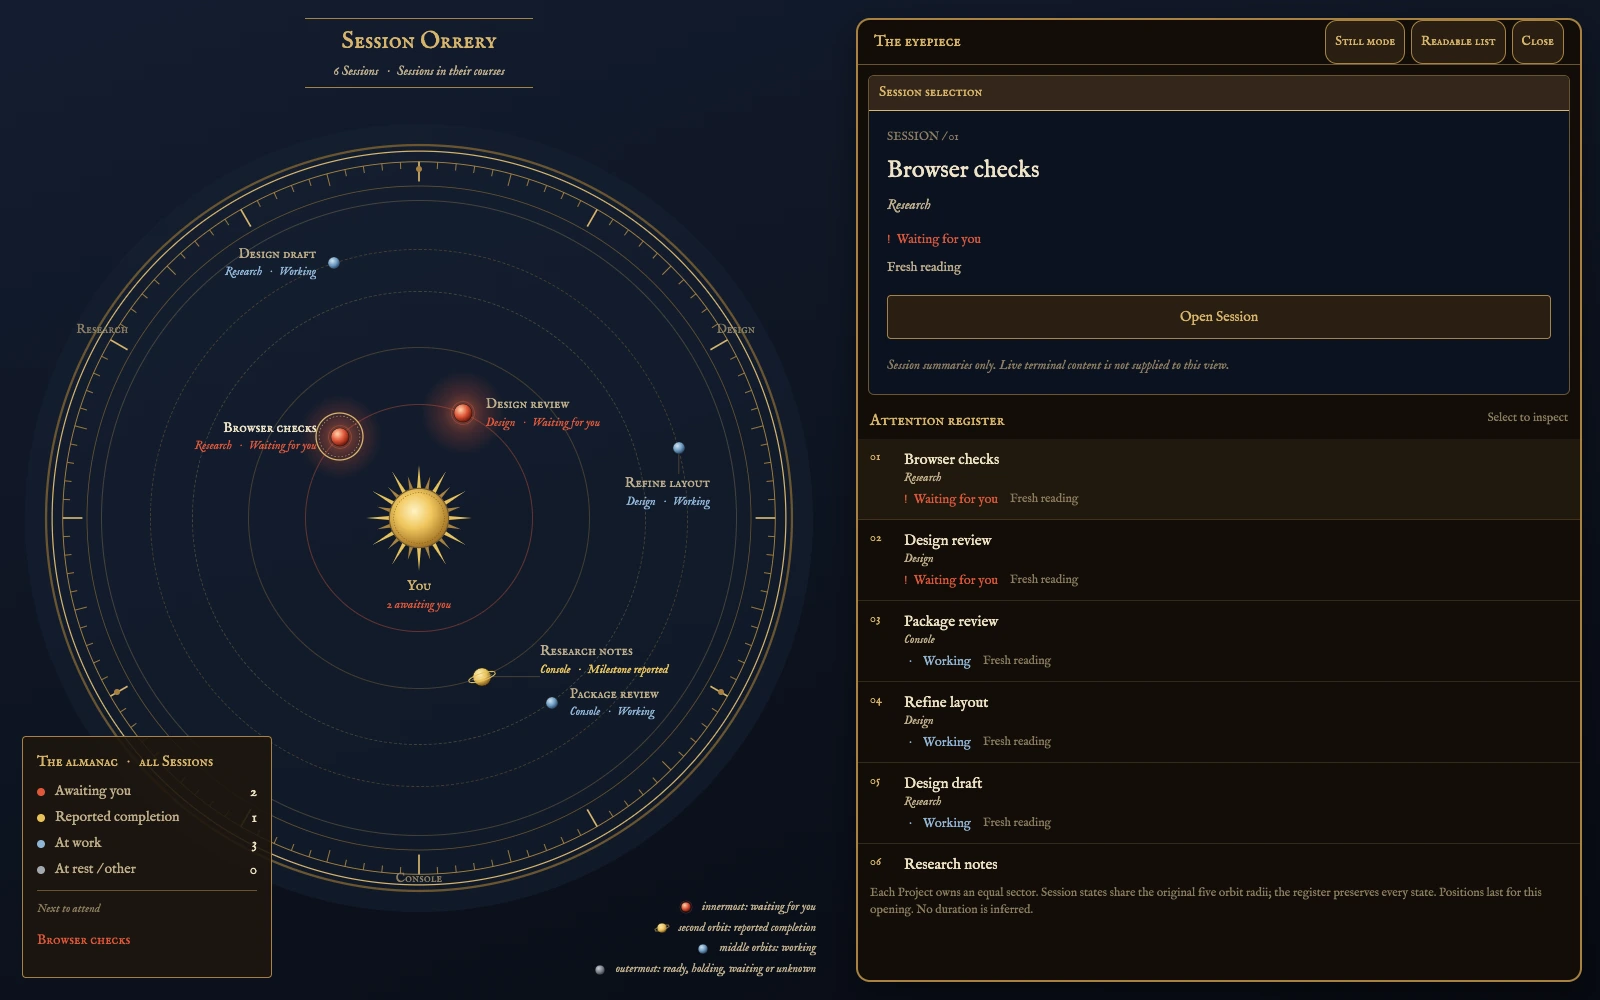 Session Orrery
6 Sessions · Sessions in their courses
Research
Design
Console
Design draft
Research · Working
Browser checks
Research · Waiting for you
Design review
Design · Waiting for you
Refine layout
Design · Working
You
2 awaiting you
Research notes
Console · Milestone reported
Package review
Console · Working
The almanac · all Sessions
Awaiting you 2
Reported completion 1
At work 3
At rest / other 0
Next to attend
Browser checks
innermost: waiting for you
second orbit: reported completion
middle orbits: working
outermost: ready, holding, waiting or unknown
The eyepiece
Still mode
Readable list
Close
Session selection
SESSION / 01
Browser checks
Research
! Waiting for you
Fresh reading
Open Session
Session summaries only. Live terminal content is not supplied to this view.
Attention register
Select to inspect
01 Browser checks
Research
! Waiting for you Fresh reading
02 Design review
Design
! Waiting for you Fresh reading
03 Package review
Console
· Working Fresh reading
04 Refine layout
Design
· Working Fresh reading
05 Design draft
Research
· Working Fresh reading
06 Research notes
Each Project owns an equal sector. Session states share the original five orbit radii; the register preserves every state. Positions last for this
opening. No duration is inferred.